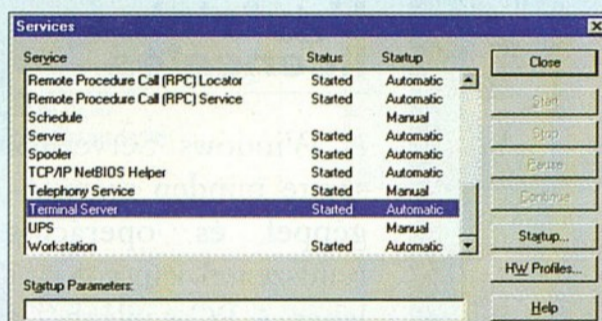 Services
Service Status Startup
Remote Procedure Call (RPC) Locator Started Automatic
Remote Procedure Call (RPC) Service Started Automatic
Schedule Manual
Server Started Automatic
Spooler Started Automatic
TCP/IP NetBIOS Helper Started Automatic
Telephony Service Started Manual
Terminal Server Started Automatic
UPS Manual
Workstation Started Automatic
Startup Parameters:
Close
Start
Stop
Pause
Continue
Startup...
HW Profiles...
Help